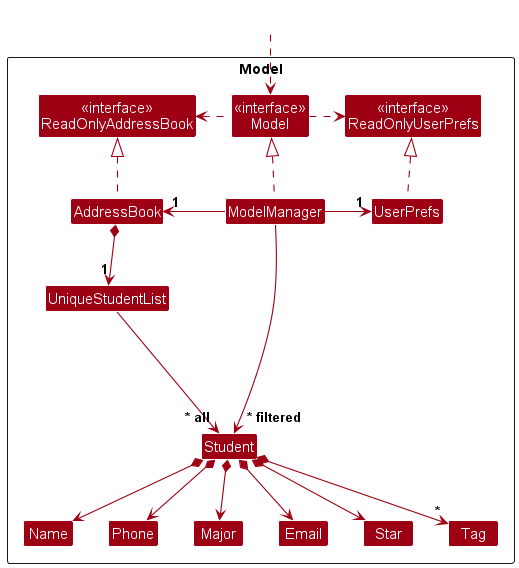 Model
«interface»
ReadOnlyAddressBook
«interface»
Model
«interface»
ReadOnlyUserPrefs
AddressBook
1
ModelManager
1
UserPrefs
1
UniqueStudentList
* all
* filtered
Student
*
Name
Phone
Major
Email
Star
Tag